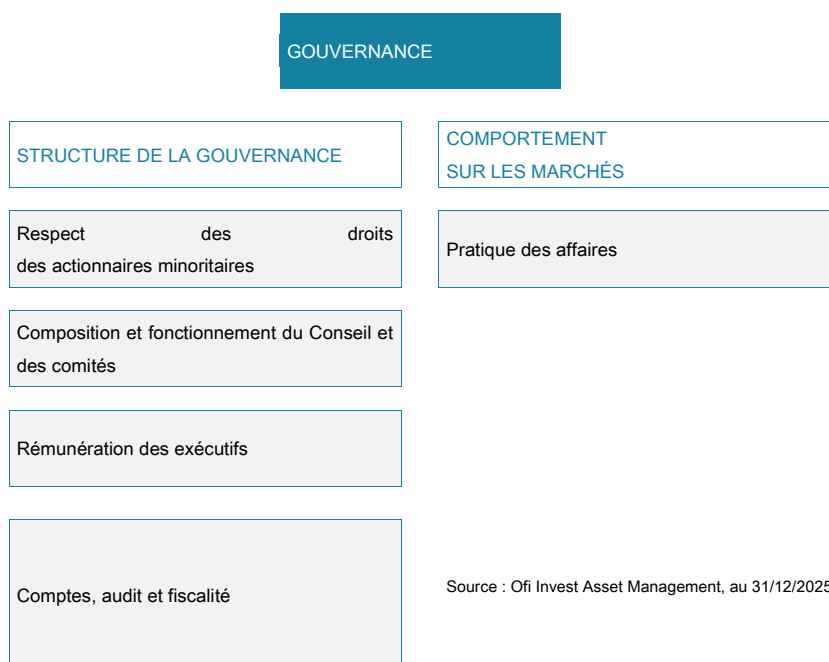 GOUVERNANCE
STRUCTURE DE LA GOUVERNANCE
COMPORTEMENT
SUR LES MARCHÉS
Respect des droits
des actionnaires minoritaires
Pratique des affaires
Composition et fonctionnement du Conseil et
des comités
Rémunération des exécutifs
Comptes, audit et fiscalité
Source : Ofi Invest Asset Management, au 31/12/2025